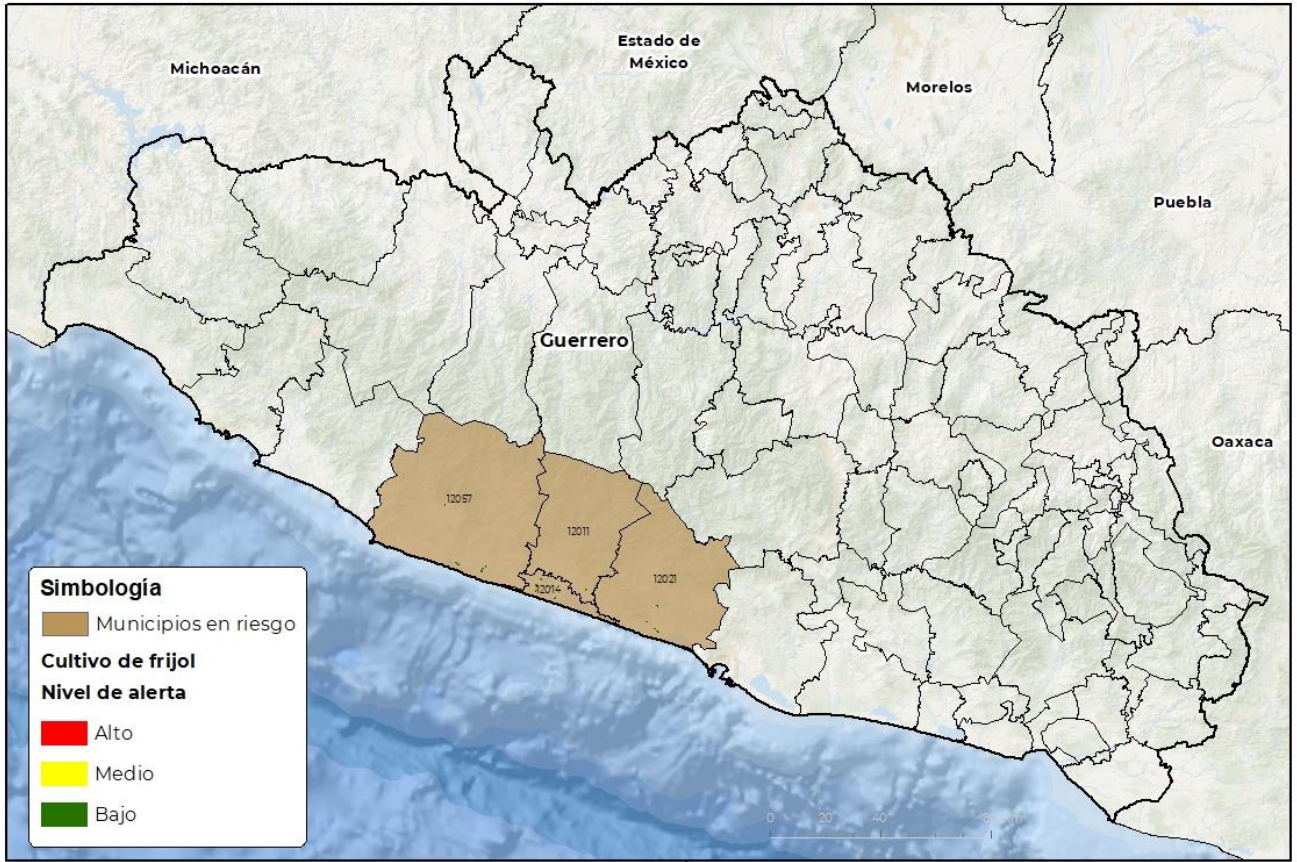 Michoacán
Estado de
México
Morelos
Puebla
Guerrero
Oaxaca
12057
12011
12021
12014
Simbología
Municipios en riesgo
Cultivo de frijol
Nivel de alerta
Alto
Medio
Bajo
0 20 40